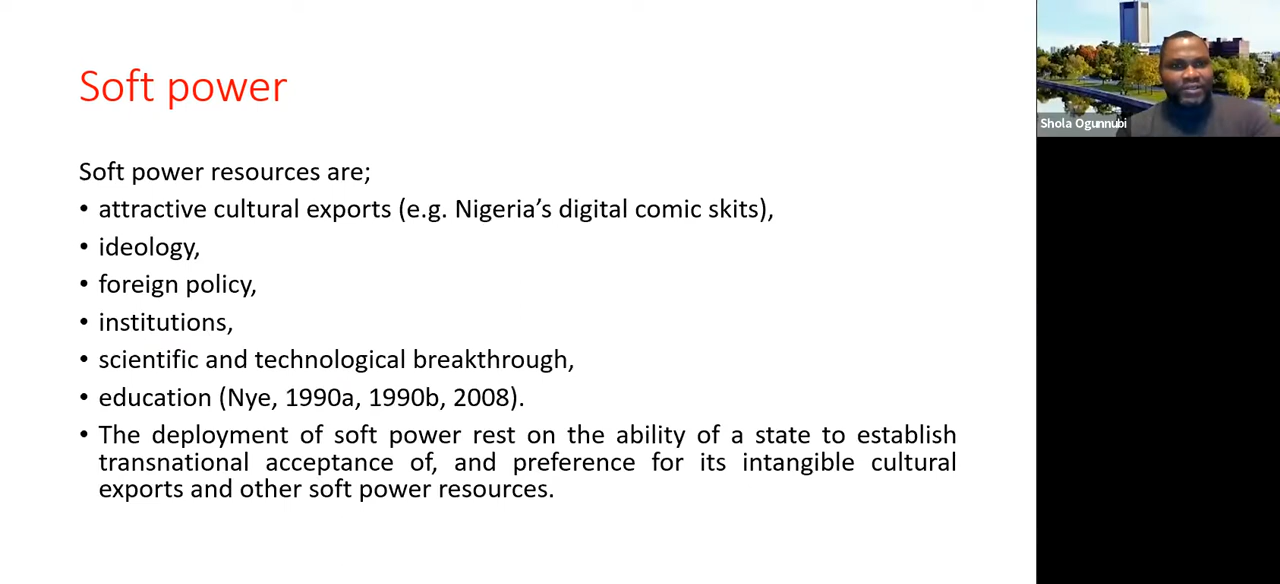 Soft power
Soft power resources are;
• attractive cultural exports (e.g. Nigeria’s digital comic skits),
• ideology,
• foreign policy,
• institutions,
• scientific and technological breakthrough,
• education (Nye, 1990a, 1990b, 2008).
• The deployment of soft power rest on the ability of a state to establish
transnational acceptance of, and preference for its intangible cultural
exports and other soft power resources.
Shola Ogunnubi